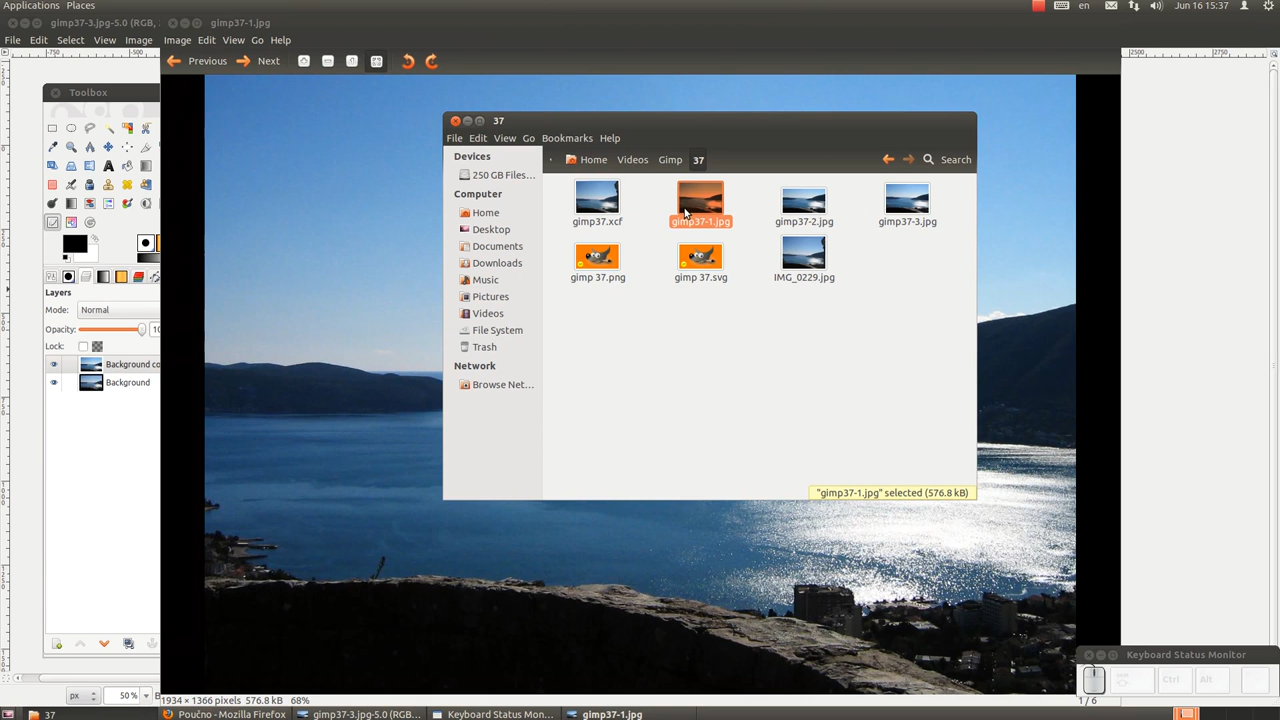 Applications Places
en
Jun 16 15:37
gimp37-3.jpg-5.0 (RGB,
gimp37-1.jpg
File Edit Select View Image
Image Edit View Go Help
Previous
Next
-750
-500
2500
2750
Toolbox
37
File Edit View Go Bookmarks Help
Home Videos Gimp 37
Search
Devices
250 GB Files...
Computer
Home
Desktop
Documents
Downloads
Music
Pictures
Videos
File System
Trash
Network
Browse Net...
gimp37.xcf
gimp37-1.jpg
gimp37-2.jpg
gimp37-3.jpg
gimp 37.png
gimp 37.svg
IMG_0229.jpg
"gimp37-1.jpg" selected (576.8 kB)
Layers
Mode: Normal
Opacity: 10
Lock:
Background co
Background
px
50%
1934 × 1366 pixels 576.8 kB 68%
1 / 6
Keyboard Status Monitor
Ctrl
Alt
37
Poučno - Mozilla Firefox
gimp37-3.jpg-5.0 (RGB...
Keyboard Status Mon...
gimp37-1.jpg